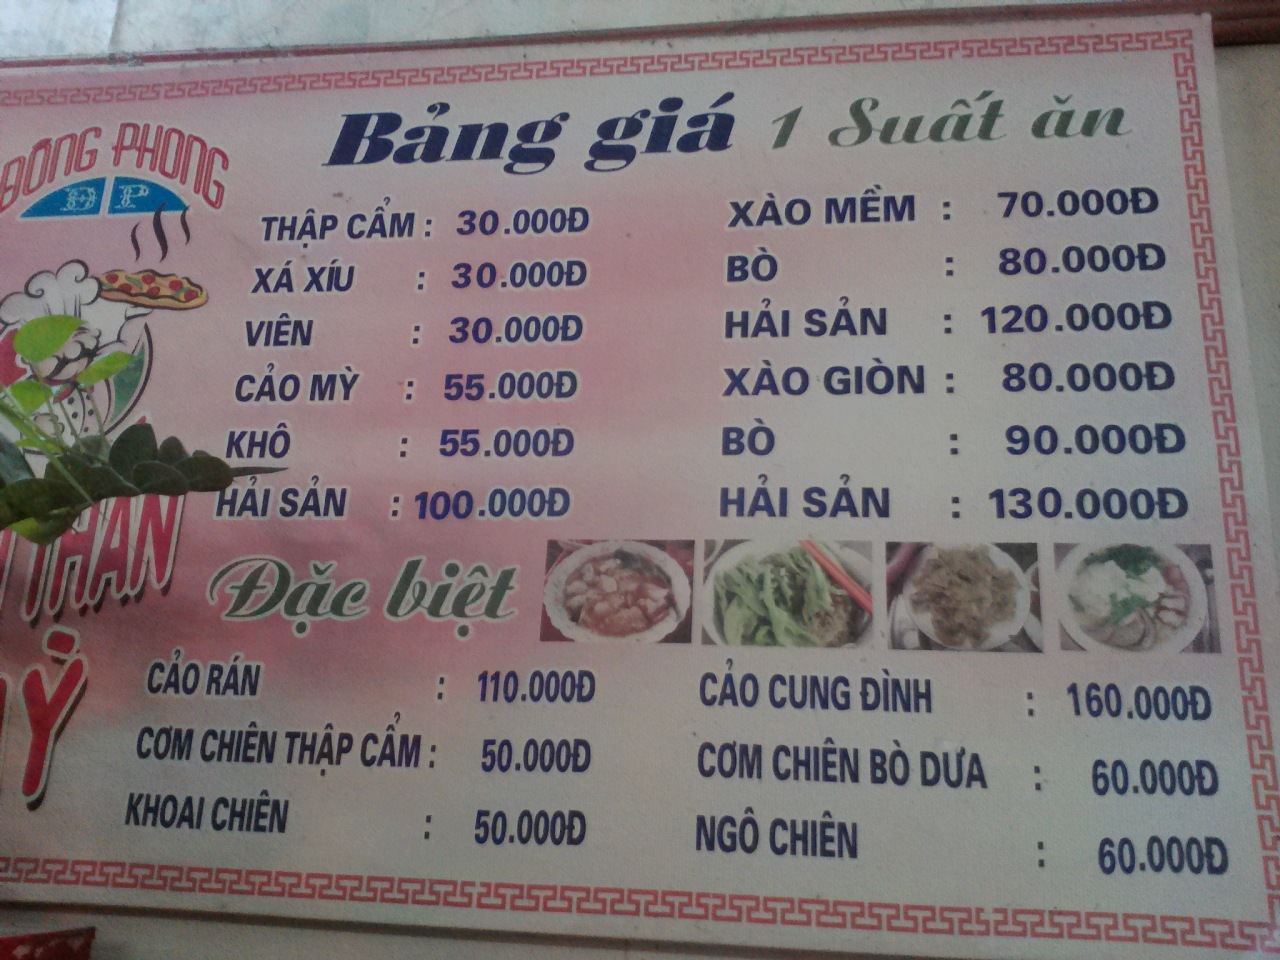 ĐÔNG PHONG
ĐP
Bảng giá 1 Suất ăn
THẬP CẨM : 30.000Đ
XÁ XÍU : 30.000Đ
VIÊN : 30.000Đ
CẢO MỲ : 55.000Đ
KHÔ : 55.000Đ
HẢI SẢN : 100.000Đ
XÀO MỀM : 70.000Đ
BÒ : 80.000Đ
HẢI SẢN : 120.000Đ
XÀO GIÒN : 80.000Đ
BÒ : 90.000Đ
HẢI SẢN : 130.000Đ
Đặc biệt
CẢO RÁN : 110.000Đ
CƠM CHIÊN THẬP CẨM : 50.000Đ
KHOAI CHIÊN : 50.000Đ
CẢO CUNG ĐÌNH : 160.000Đ
CƠM CHIÊN BÒ DƯA : 60.000Đ
NGÔ CHIÊN : 60.000Đ